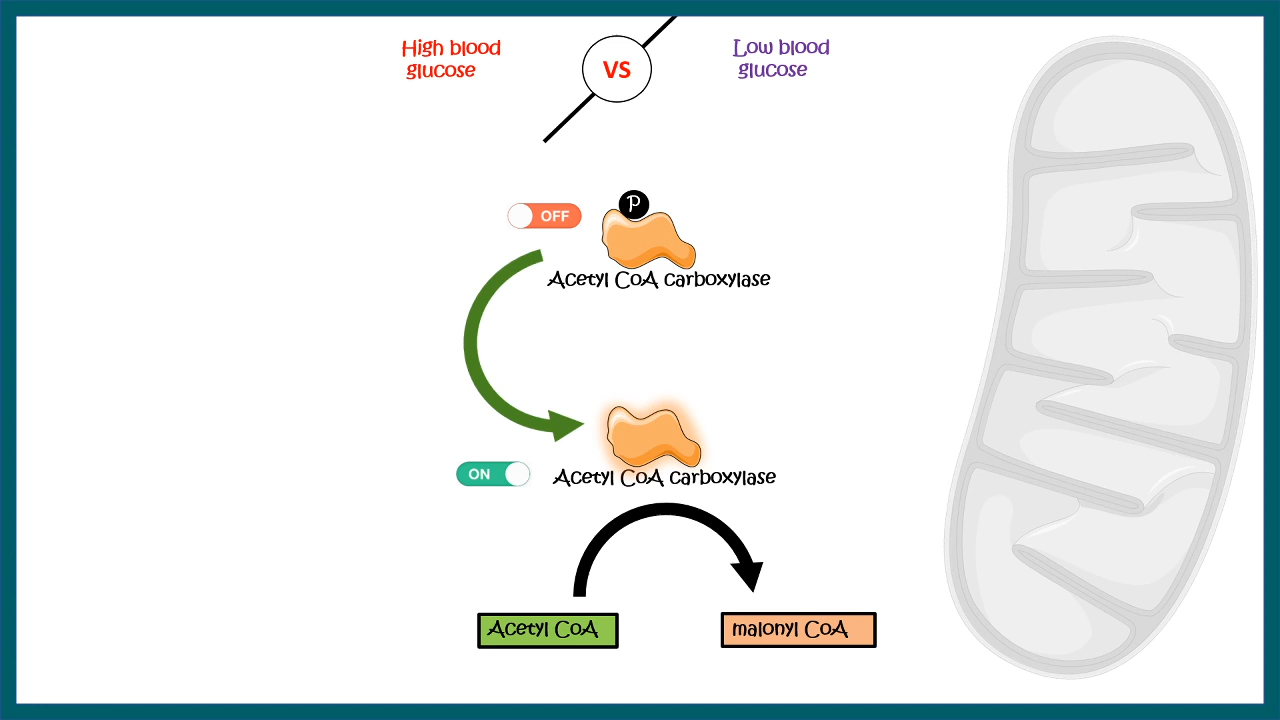 High blood
glucose
VS
Low blood
glucose
OFF
P
Acetyl CoA carboxylase
ON
Acetyl CoA carboxylase
Acetyl CoA
malonyl CoA